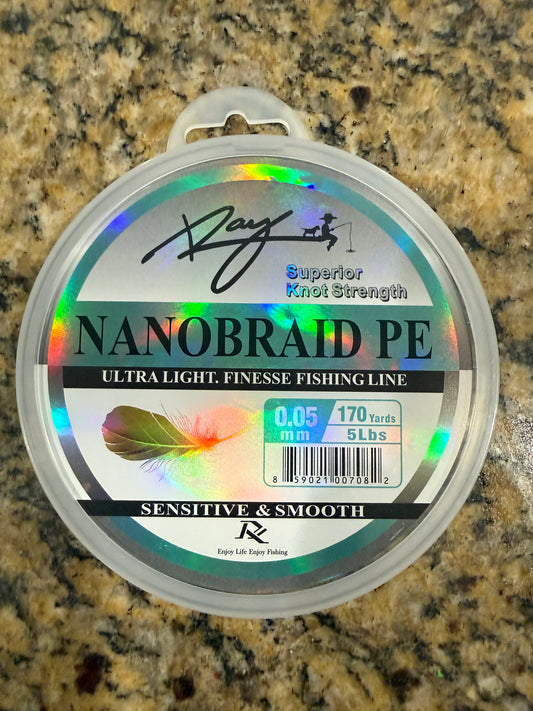 Ray
Superior
Knot Strength
NANOBRAID PE
ULTRA LIGHT. FINESSE FISHING LINE
0.05 mm
170 Yards
5Lbs
8 59021 00708 2
SENSITIVE & SMOOTH
Enjoy Life Enjoy Fishing